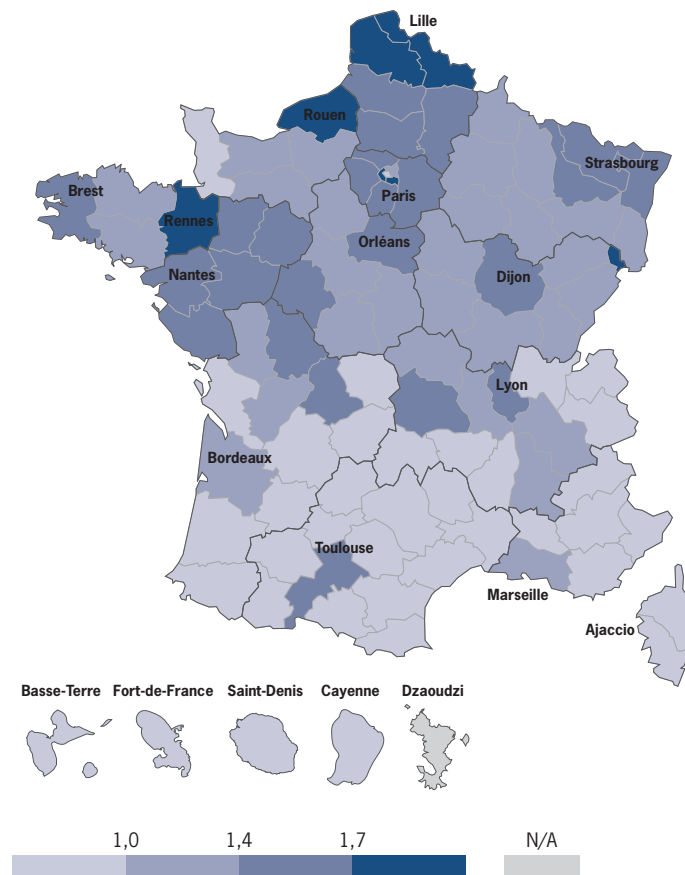 Lille
Rouen
Strasbourg
Brest
Paris
Rennes
Orléans
Nantes
Dijon
Lyon
Bordeaux
Toulouse
Marseille
Ajaccio
Basse-Terre Fort-de-France Saint-Denis Cayenne Dzaoudzi
1,0 1,4 1,7 N/A